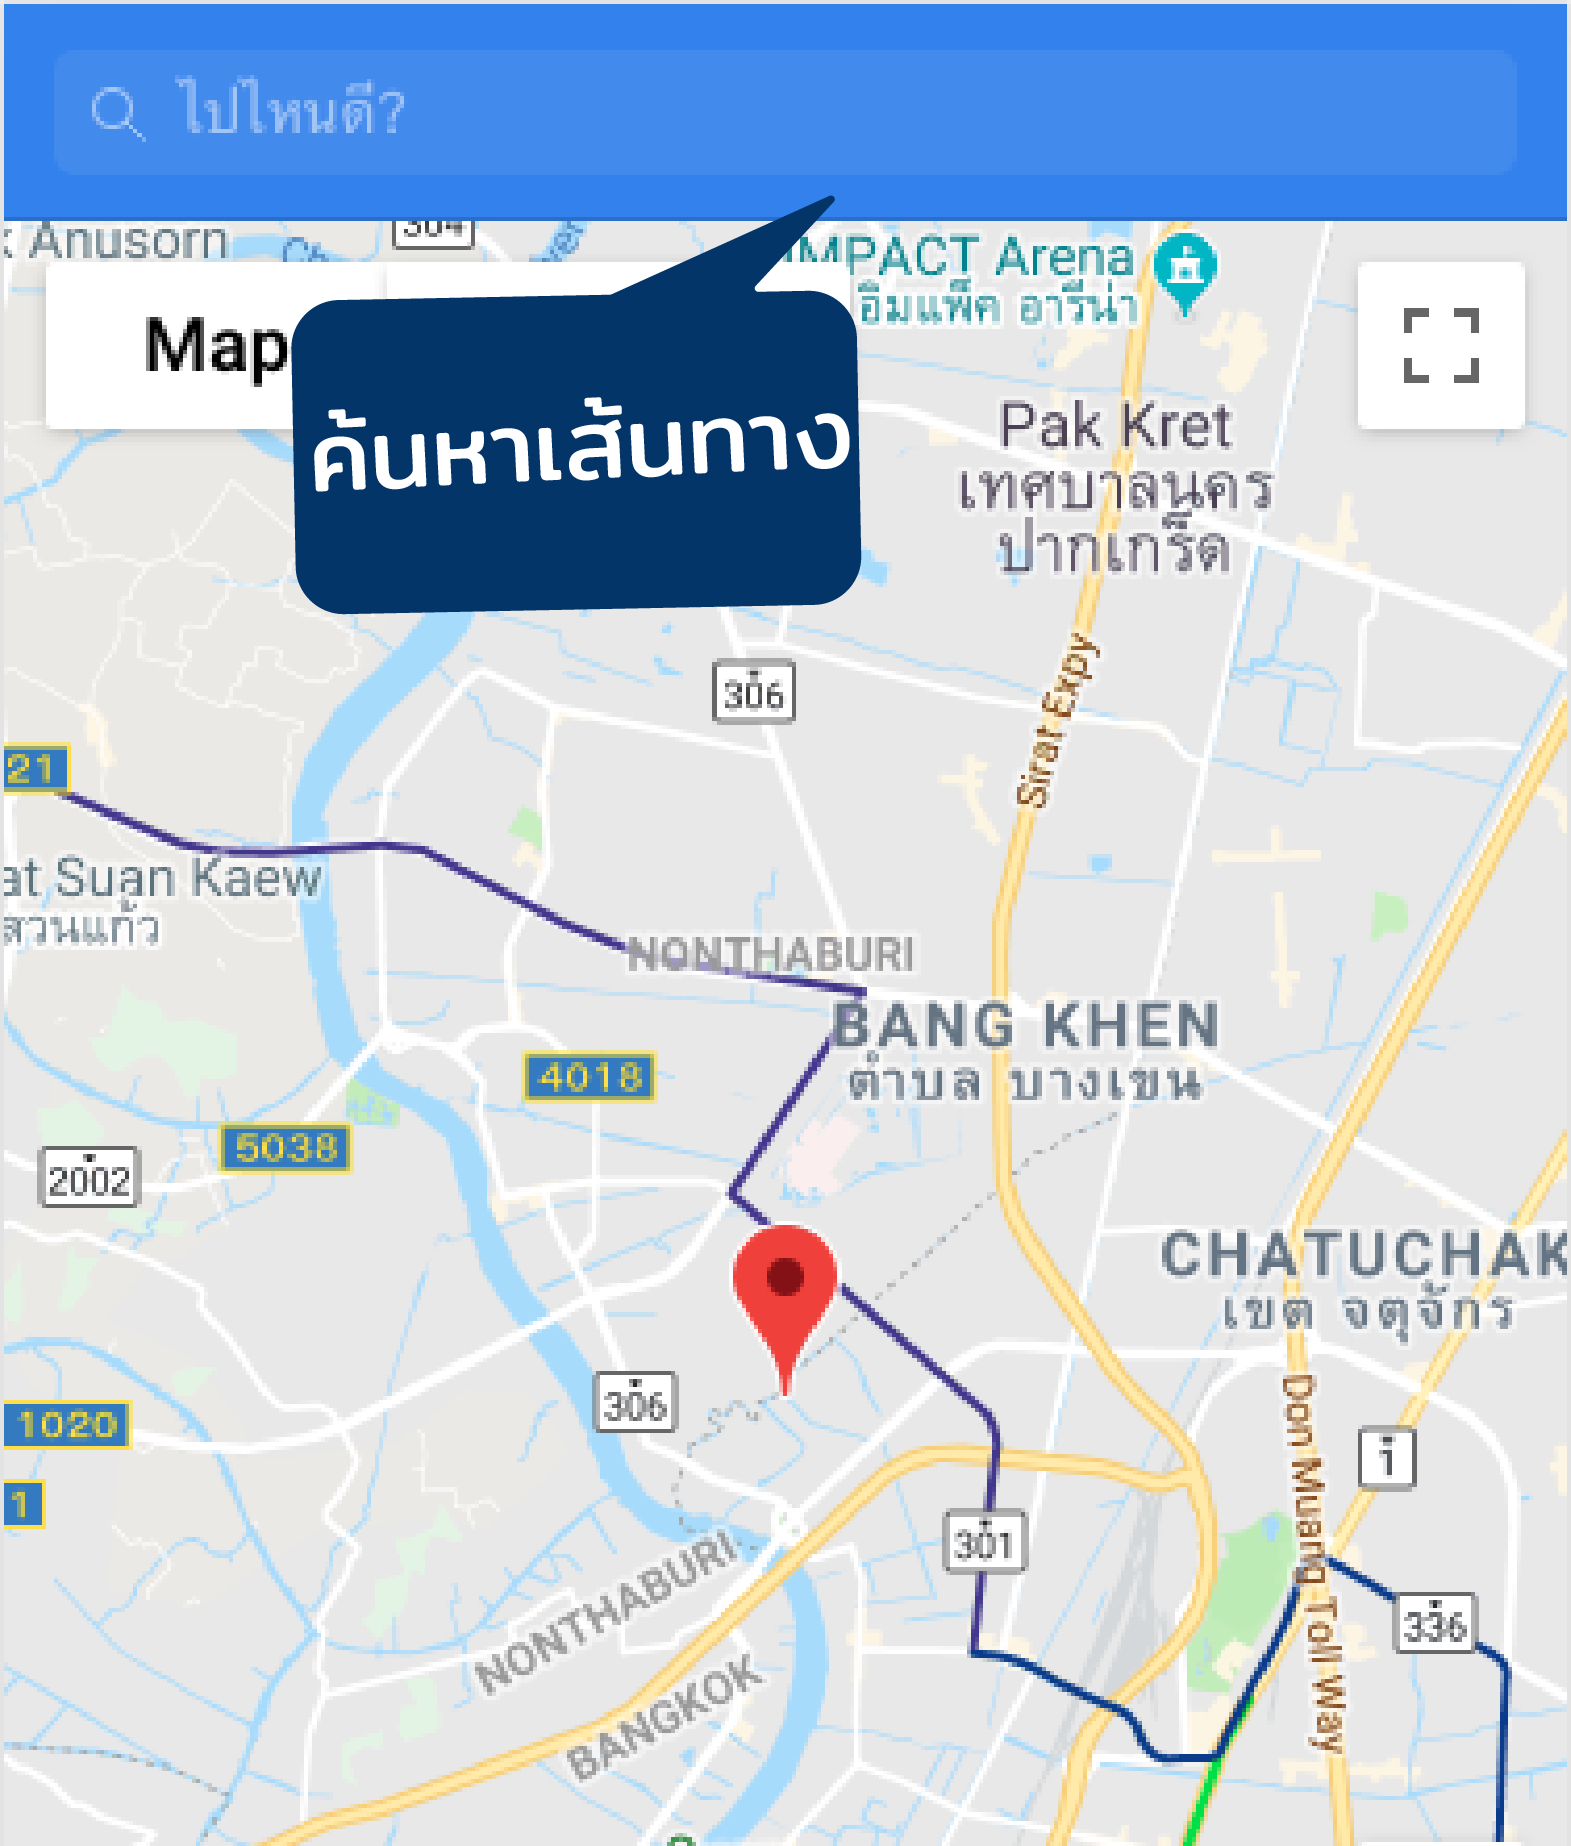 ไปไหนดี?
Anusorn
304
IMPACT Arena
อิมแพ็ค อารีน่า
Map
ค้นหาเส้นทาง
Pak Kret
เทศบาลนคร
ปากเกร็ด
306
Sirat Expy
21
at Suan Kaew
สวนแก้ว
NONTHABURI
BANG KHEN
ตำบล บางเขน
4018
5038
2002
CHATUCHAK
เขต จตุจักร
306
1020
1
1
301
Don Muang Toll Way
NONTHABURI
BANGKOK
336